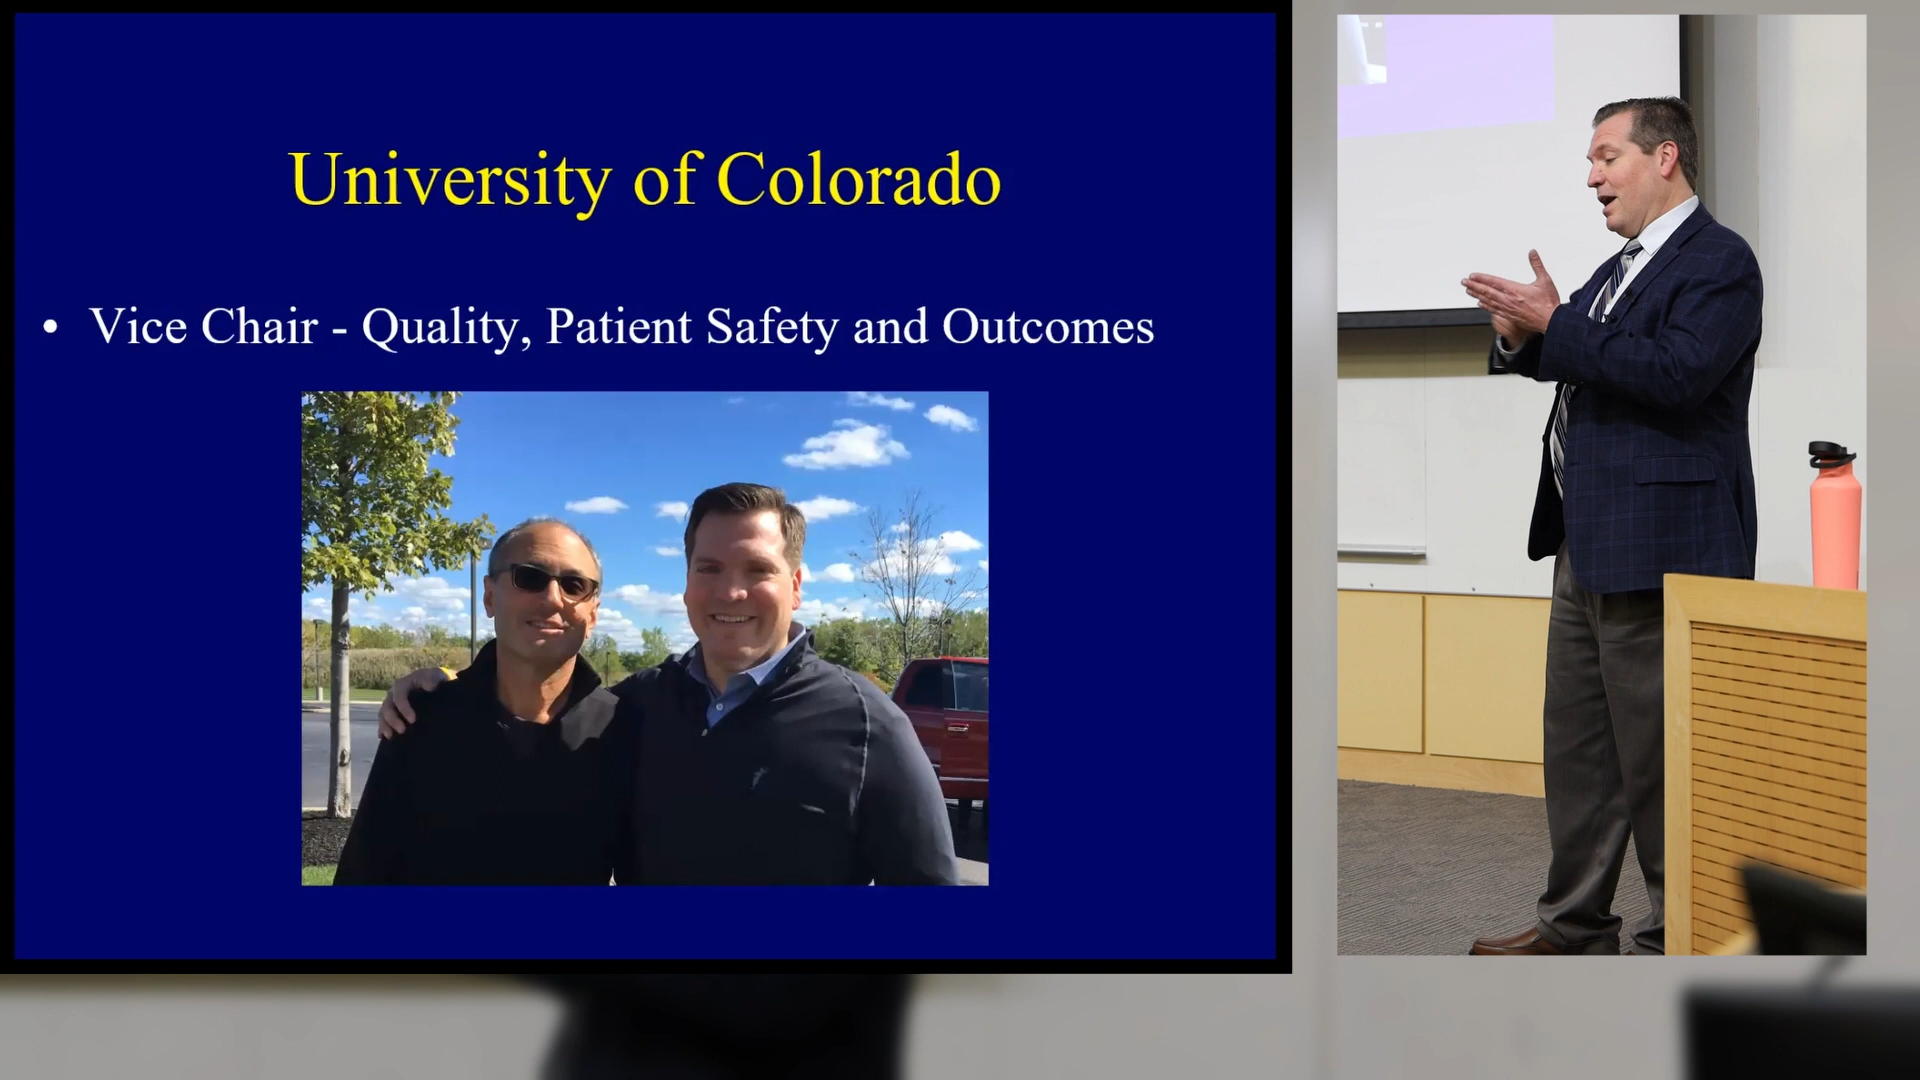 University of Colorado
• Vice Chair - Quality, Patient Safety and Outcomes